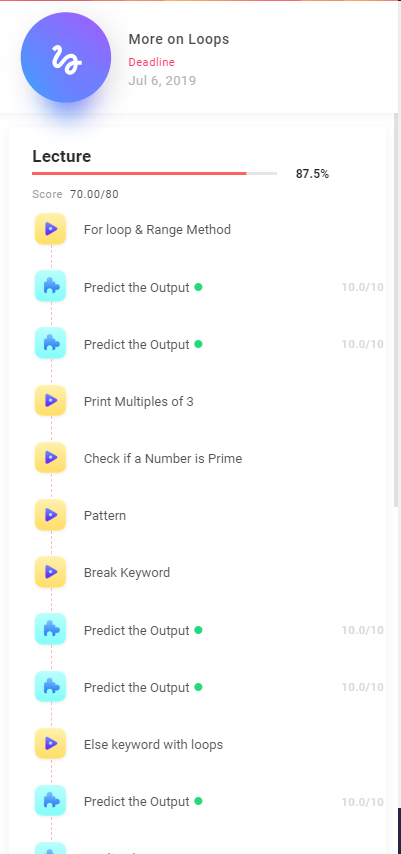 More on Loops
Deadline
Jul 6, 2019
Lecture
87.5%
Score 70.00/80
For loop & Range Method
Predict the Output 10.0/10
Predict the Output 10.0/10
Print Multiples of 3
Check if a Number is Prime
Pattern
Break Keyword
Predict the Output 10.0/10
Predict the Output 10.0/10
Else keyword with loops
Predict the Output 10.0/10